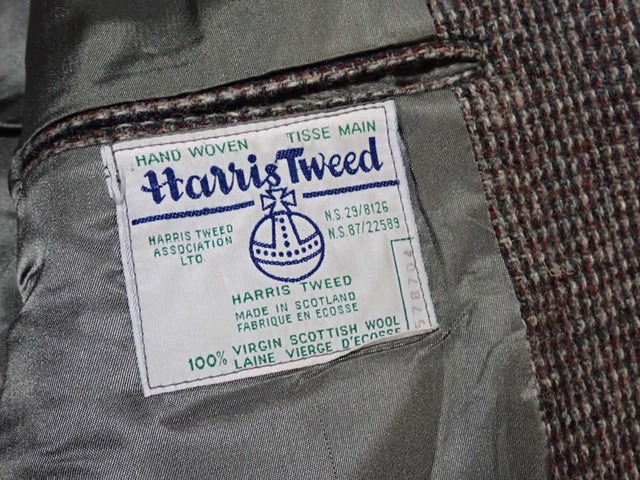 HAND WOVEN TISSE MAIN
Harris Tweed
HARRIS TWEED
ASSOCIATION
LTD.
N.S. 29/8126
N.S. 87/22589
HARRIS TWEED
MADE IN SCOTLAND
FABRIQUE EN ECOSSE
100% VIRGIN SCOTTISH WOOL
LAINE VIERGE D'ECOSSE
578704